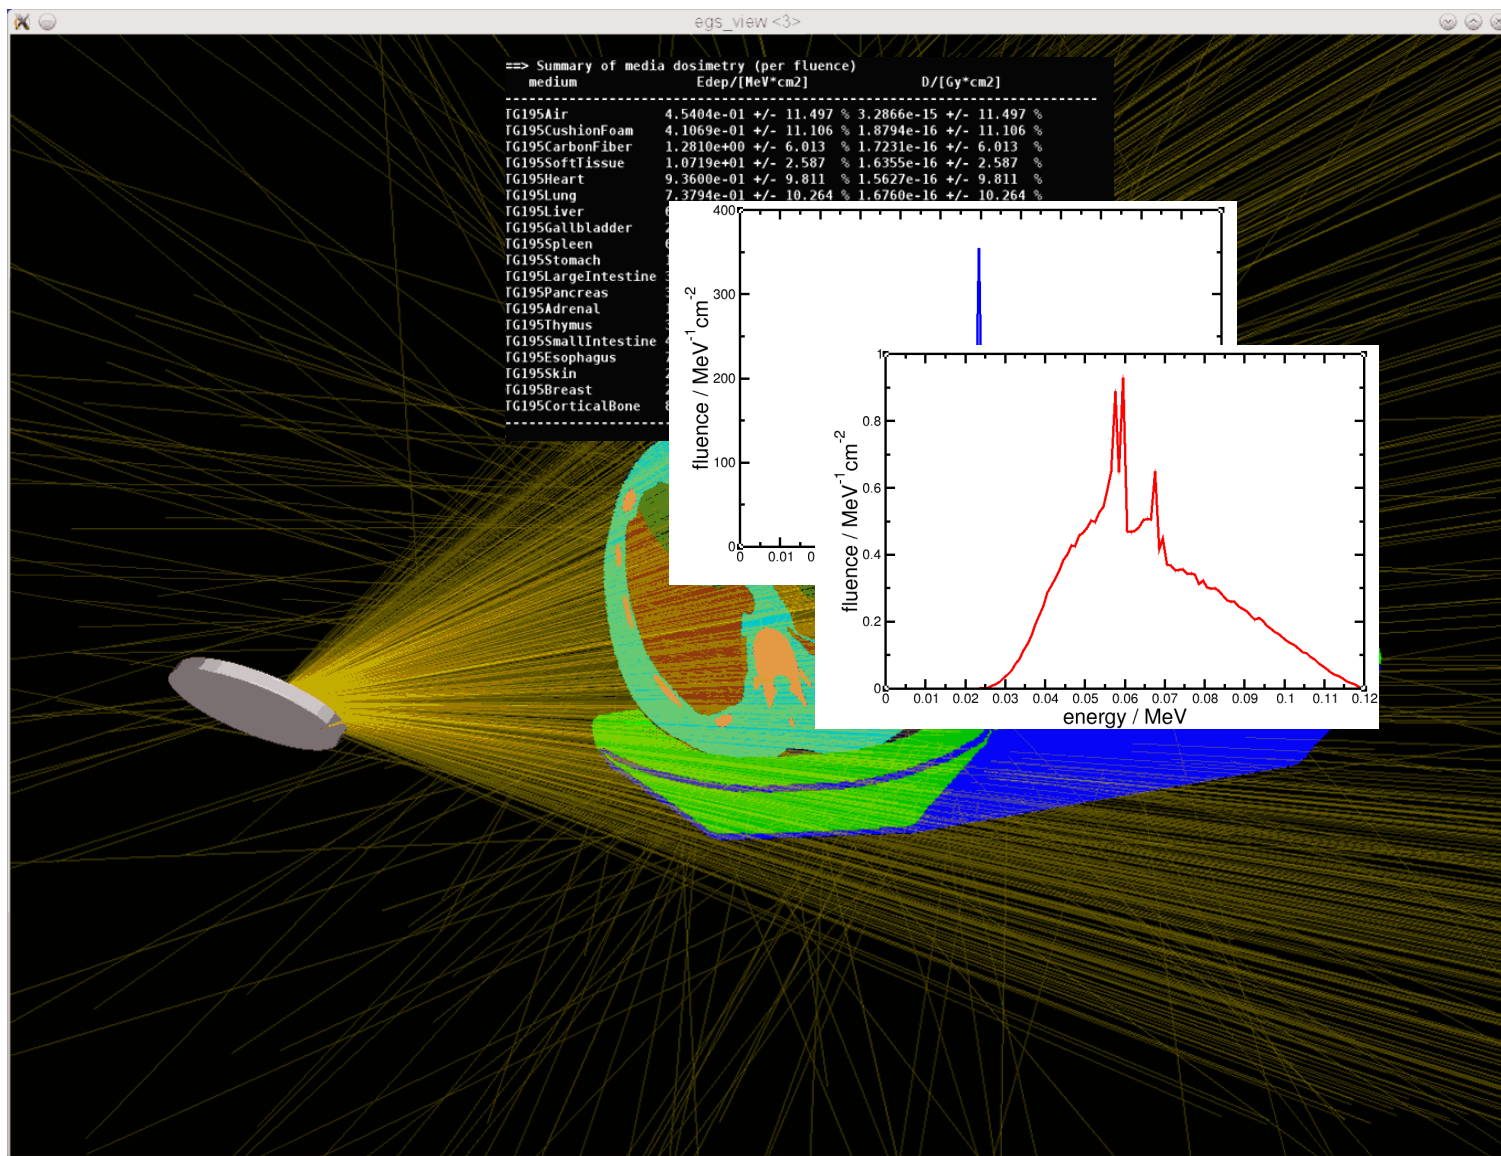 egs_view <3>
==> Summary of media dosimetry (per fluence)
medium Edep/[MeV*cm2] D/[Gy*cm2]
--------------------------------------------------------------------------
TG195Air 4.5404e-01 +/- 11.497 % 3.2866e-15 +/- 11.497 %
TG195CushionFoam 4.1069e-01 +/- 11.106 % 1.8794e-16 +/- 11.106 %
TG195CarbonFiber 1.2810e+00 +/- 6.013 % 1.7231e-16 +/- 6.013 %
TG195SoftTissue 1.0719e+01 +/- 2.587 % 1.6355e-16 +/- 2.587 %
TG195Heart 9.3600e-01 +/- 9.811 % 1.5627e-16 +/- 9.811 %
TG195Lung 7.3794e-01 +/- 10.264 % 1.6760e-16 +/- 10.264 %
TG195Liver
TG195Gallbladder
TG195Spleen
TG195Stomach
TG195LargeIntestine
TG195Pancreas
TG195Adrenal
TG195Thymus
TG195SmallIntestine
TG195Esophagus
TG195Skin
TG195Breast
TG195CorticalBone
400
300
200
100
0
fluence / MeV⁻¹cm⁻²
0 0.01
1
0.8
0.6
0.4
0.2
0
fluence / MeV⁻¹cm⁻²
0 0.01 0.02 0.03 0.04 0.05 0.06 0.07 0.08 0.09 0.1 0.11 0.12
energy / MeV